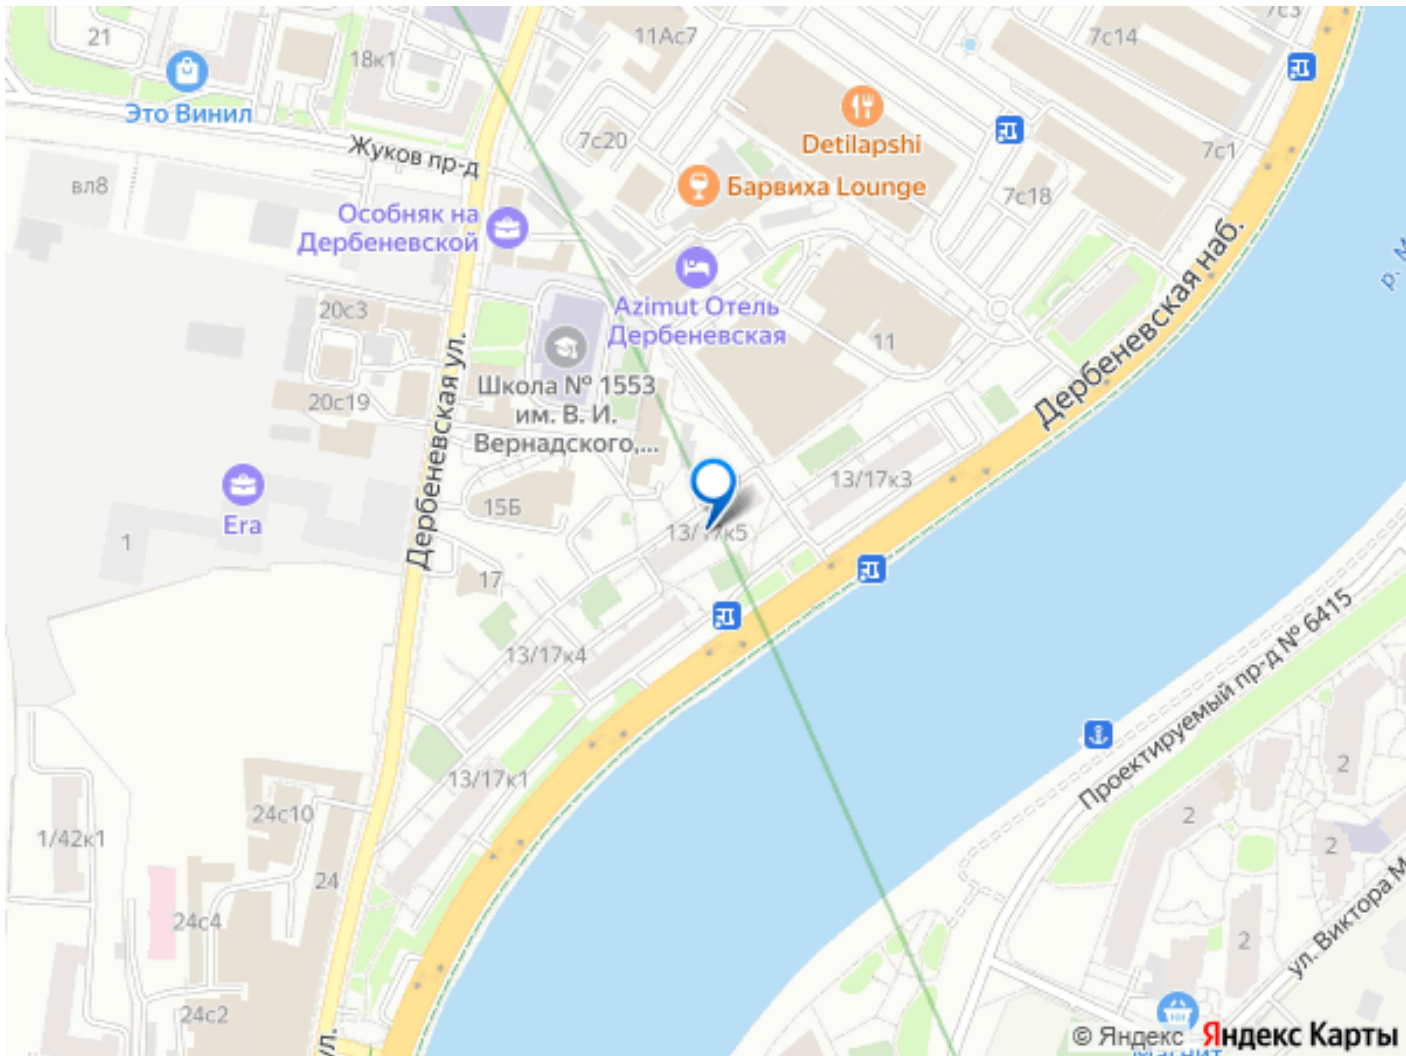 21
18к1
11Ас7
7с14
7с3
Это Винил
Жуков пр-д
7с20
Detilapshi
7с1
вл8
Барвиха Lounge
7с18
Особняк на
Дербеневской
Azimut Отель
Дербеневская
20с3
11
Дербеневская наб.
р. М
Школа № 1553
им. В. И.
Вернадского,...
20с19
Дербеневская ул.
13/17к3
Era
15Б
1
13/17к5
17
13/17к4
13/17к1
Проектируемый пр-д № 6415
2
2
2
2
1/42к1
24с10
24
24с4
24с2
ул.
ул. Виктора М
Магнит
© Яндекс Яндекс Карты